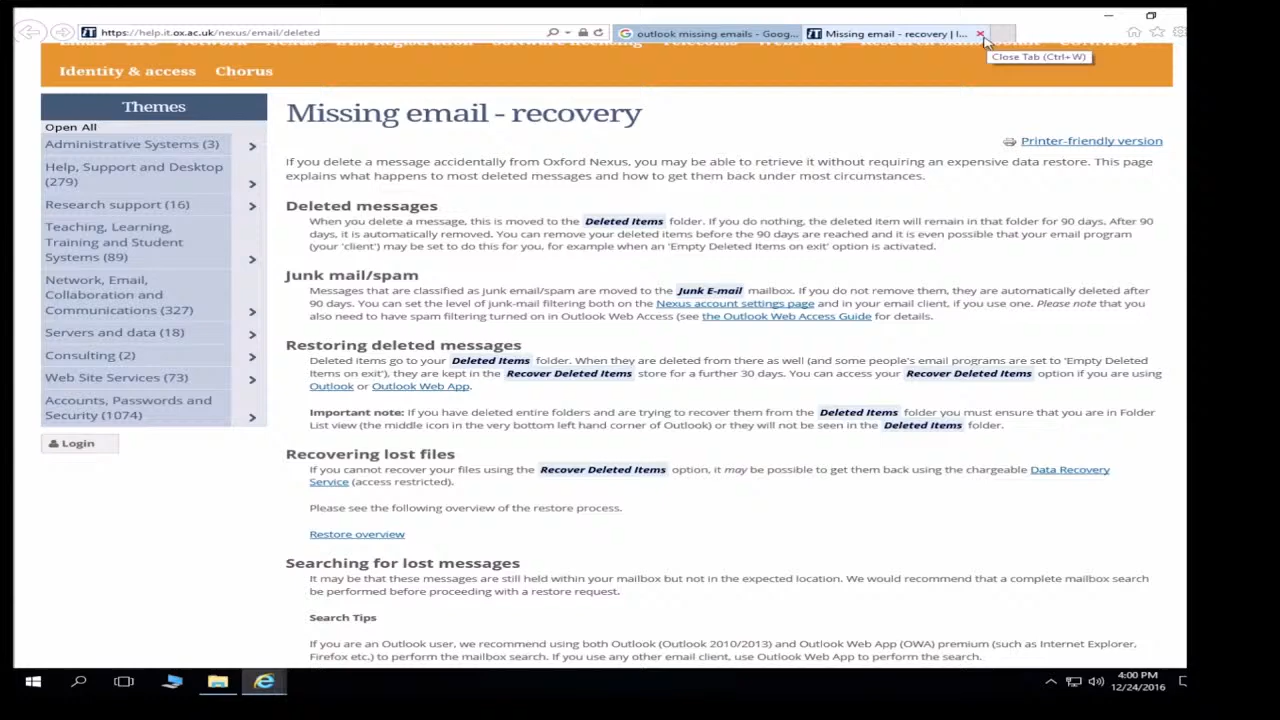 https://help.it.ox.ac.uk/nexus/email/deleted
outlook missing emails - Goog...
Missing email - recovery | I...
Close Tab (Ctrl+W)
Identity & access
Chorus
Themes
Open All
Administrative Systems (3)
Help, Support and Desktop
(279)
Research support (16)
Teaching, Learning,
Training and Student
Systems (89)
Network, Email,
Collaboration and
Communications (327)
Servers and data (18)
Consulting (2)
Web Site Services (73)
Accounts, Passwords and
Security (1074)
Login
Missing email - recovery
Printer-friendly version
If you delete a message accidentally from Oxford Nexus, you may be able to retrieve it without requiring an expensive data restore. This page
explains what happens to most deleted messages and how to get them back under most circumstances.
Deleted messages
When you delete a message, this is moved to the Deleted Items folder. If you do nothing, the deleted item will remain in that folder for 90 days. After 90
days, it is automatically removed. You can remove your deleted items before the 90 days are reached and it is even possible that your email program
(your 'client') may be set to do this for you, for example when an 'Empty Deleted Items on exit' option is activated.
Junk mail/spam
Messages that are classified as junk email/spam are moved to the Junk E-mail mailbox. If you do not remove them, they are automatically deleted after
90 days. You can set the level of junk-mail filtering both on the Nexus account settings page and in your email client, if you use one. Please note that you
also need to have spam filtering turned on in Outlook Web Access (see the Outlook Web Access Guide for details.
Restoring deleted messages
Deleted items go to your Deleted Items folder. When they are deleted from there as well (and some people's email programs are set to 'Empty Deleted
Items on exit'), they are kept in the Recover Deleted Items store for a further 30 days. You can access your Recover Deleted Items option if you are using
Outlook or Outlook Web App.
Important note: If you have deleted entire folders and are trying to recover them from the Deleted Items folder you must ensure that you are in Folder
List view (the middle icon in the very bottom left hand corner of Outlook) or they will not be seen in the Deleted Items folder.
Recovering lost files
If you cannot recover your files using the Recover Deleted Items option, it may be possible to get them back using the chargeable Data Recovery
Service (access restricted).
Please see the following overview of the restore process.
Restore overview
Searching for lost messages
It may be that these messages are still held within your mailbox but not in the expected location. We would recommend that a complete mailbox search
be performed before proceeding with a restore request.
Search Tips
If you are an Outlook user, we recommend using both Outlook (Outlook 2010/2013) and Outlook Web App (OWA) premium (such as Internet Explorer,
Firefox etc.) to perform the mailbox search. If you use any other email client, use Outlook Web App to perform the search.
4:00 PM
12/24/2016